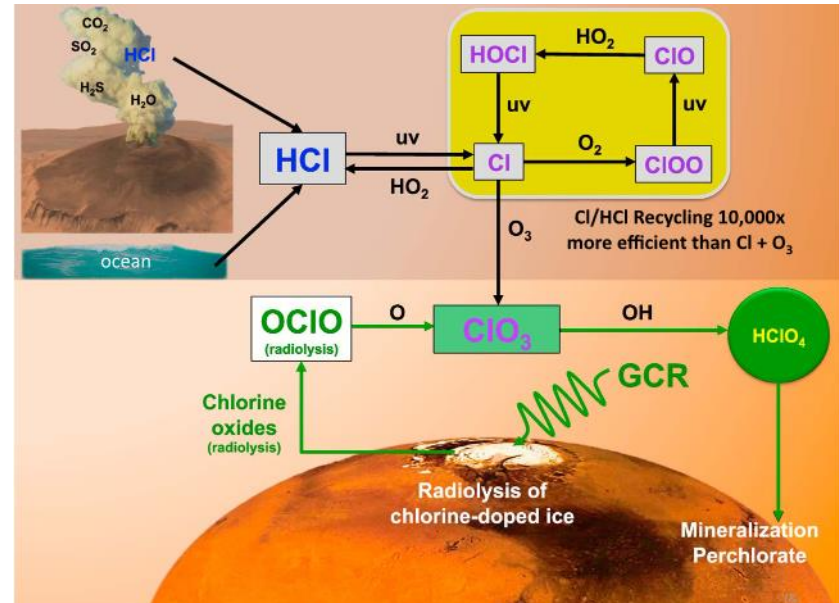 CO₂
SO₂
HCl
H₂S
H₂O
ocean
HCl
uv
HO₂
HOCl
HO₂
ClO
uv
uv
Cl
O₂
ClOO
Cl/HCl Recycling 10,000x
more efficient than Cl + O₃
O₃
OClO
(radiolysis)
O
ClO₃
OH
HClO₄
GCR
Chlorine
oxides
(radiolysis)
Radiolysis of
chlorine-doped ice
Mineralization
Perchlorate